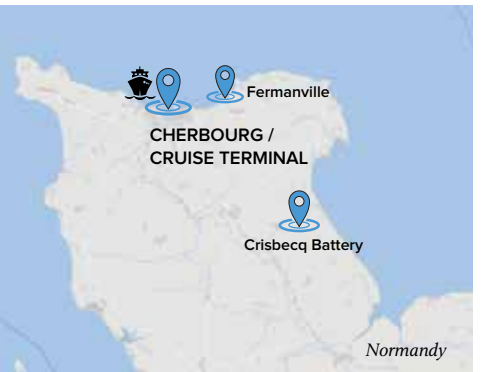 Fermanville
CHERBOURG /
CRUISE TERMINAL
Crisbecq Battery
Normandy